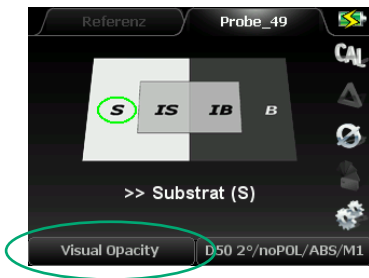 Referenz Probe_49
CAL
S IS IB B
>> Substrat (S)
Visual Opacity D50 2°/noPOL/ABS/M1